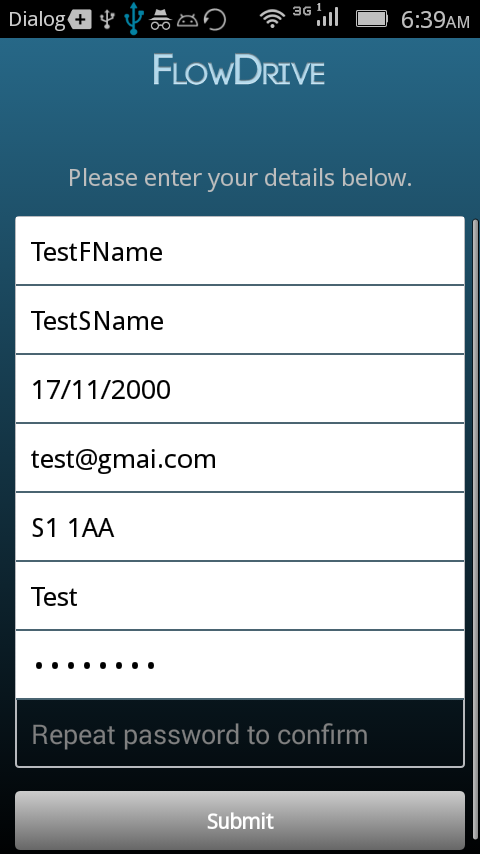 Dialog
3G 1
6:39AM
FLOWDRIVE
Please enter your details below.
TestFName
TestSName
17/11/2000
test@gmai.com
S1 1AA
Test
••••••••
Repeat password to confirm
Submit